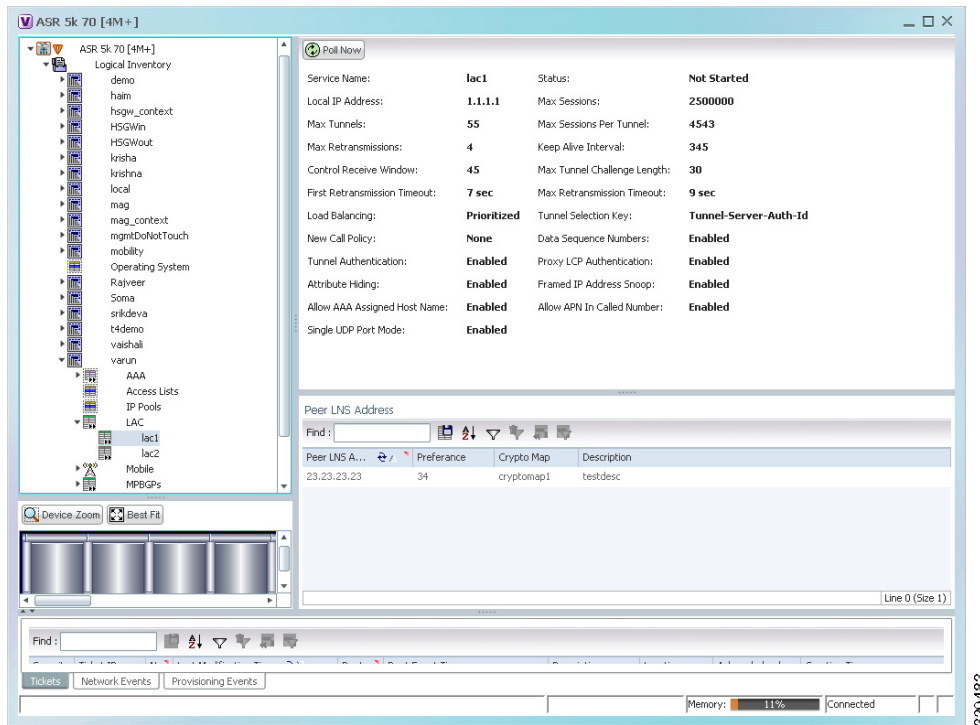 ASR 5k 70 [4M+]
ASR 5k 70 [4M+]
Logical Inventory
demo
haim
hsgw_context
HSGWin
HSGWout
krisha
krishna
local
mag
mag_context
mgmtDoNotTouch
mobility
Operating System
Rajveer
Soma
srikdeva
t4demo
vaishali
varun
AAA
Access Lists
IP Pools
LAC
lac1
lac2
Mobile
MPBGPs
Device Zoom Best Fit
Poll Now
Service Name: lac1 Status: Not Started
Local IP Address: 1.1.1.1 Max Sessions: 2500000
Max Tunnels: 55 Max Sessions Per Tunnel: 4543
Max Retransmissions: 4 Keep Alive Interval: 345
Control Receive Window: 45 Max Tunnel Challenge Length: 30
First Retransmission Timeout: 7 sec Max Retransmission Timeout: 9 sec
Load Balancing: Prioritized Tunnel Selection Key: Tunnel-Server-Auth-Id
New Call Policy: None Data Sequence Numbers: Enabled
Tunnel Authentication: Enabled Proxy LCP Authentication: Enabled
Attribute Hiding: Enabled Framed IP Address Snoop: Enabled
Allow AAA Assigned Host Name: Enabled Allow APN In Called Number: Enabled
Single UDP Port Mode: Enabled
Peer LNS Address
Find :
Peer LNS A... Preferance Crypto Map Description
23.23.23.23 34 cryptomap1 testdesc
Line 0 (Size 1)
Find :
Tickets Network Events Provisioning Events
Memory: 11% Connected